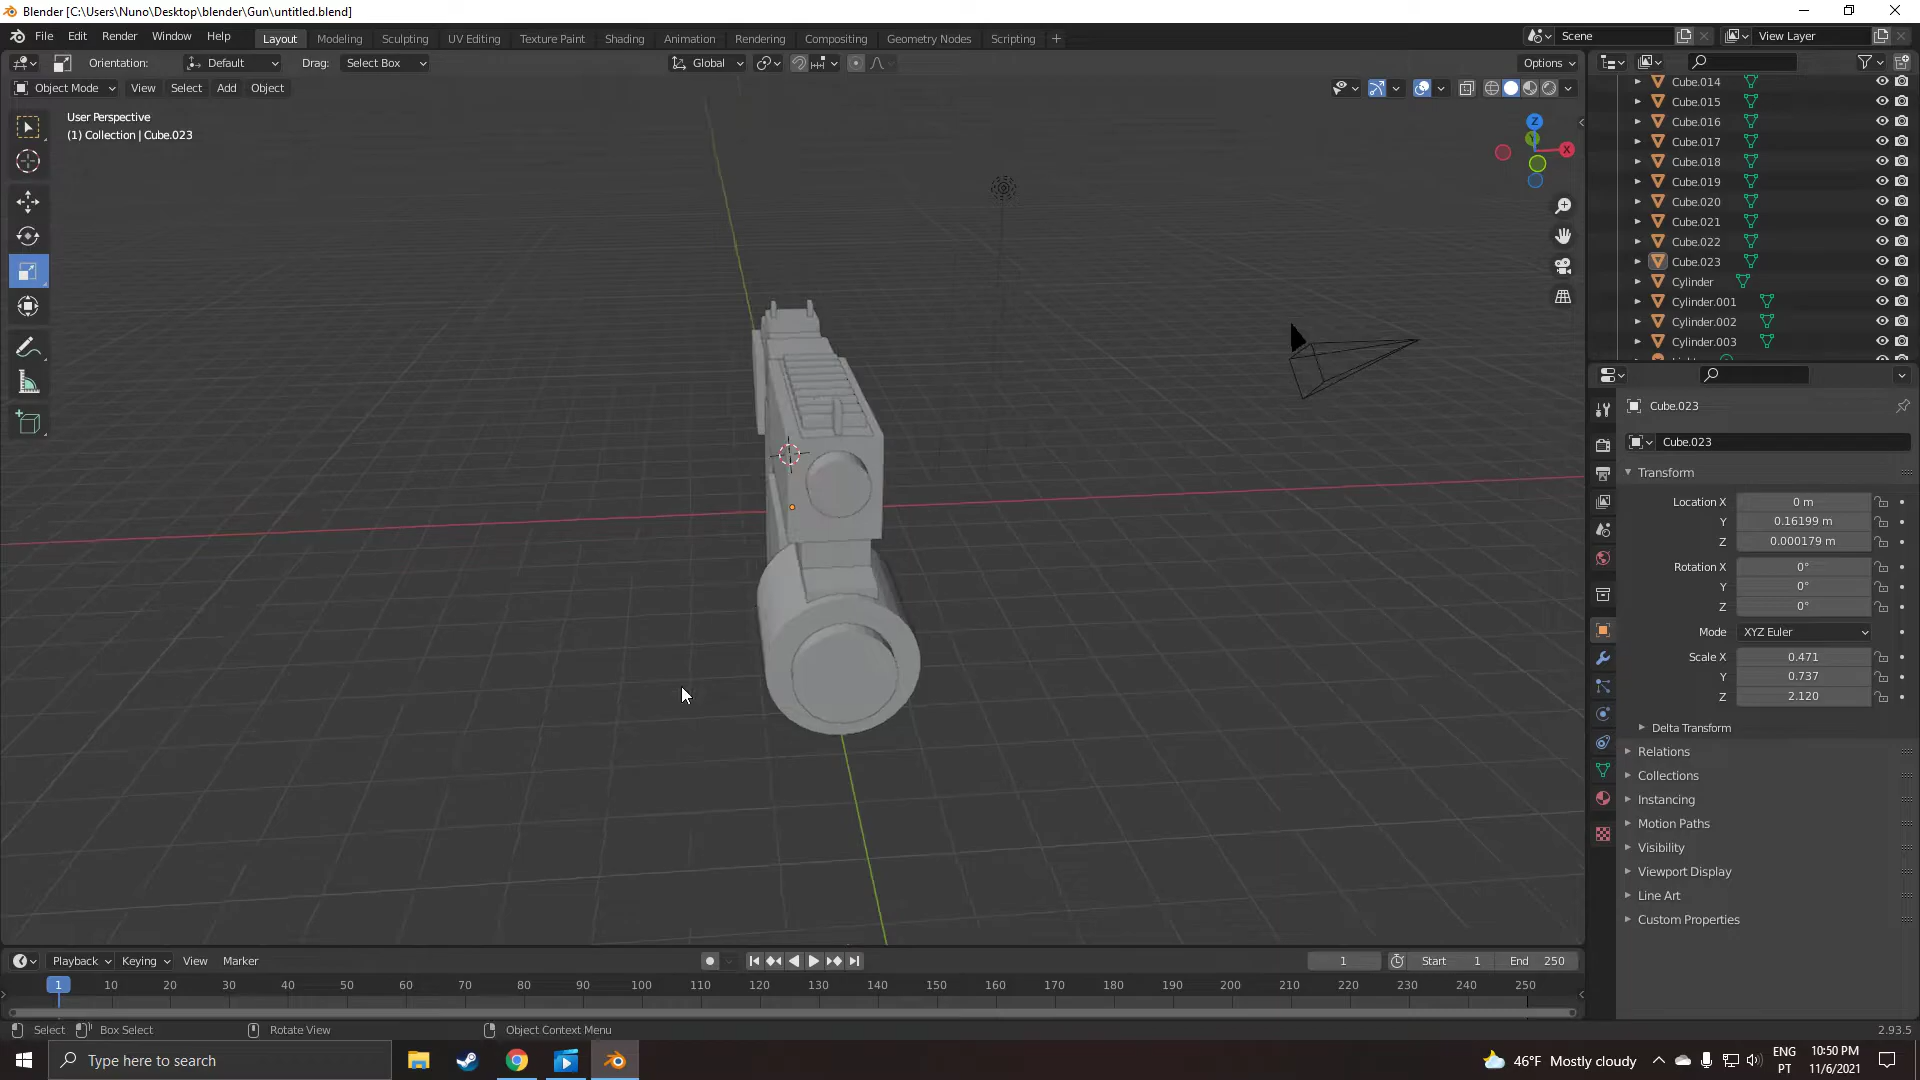 Blender [C:\Users\Nuno\Desktop\blender\Gun\untitled.blend]
File Edit Render Window Help Layout Modeling Sculpting UV Editing Texture Paint Shading Animation Rendering Compositing Geometry Nodes Scripting + Scene View Layer
Orientation: Default Drag: Select Box Global Options
Object Mode View Select Add Object
User Perspective
(1) Collection | Cube.023
Z
X
Cube.014
Cube.015
Cube.016
Cube.017
Cube.018
Cube.019
Cube.020
Cube.021
Cube.022
Cube.023
Cylinder
Cylinder.001
Cylinder.002
Cylinder.003
Cube.023
Cube.023
Transform
Location X 0 m
Y 0.16199 m
Z 0.000179 m
Rotation X 0°
Y 0°
Z 0°
Mode XYZ Euler
Scale X 0.471
Y 0.737
Z 2.120
Delta Transform
Relations
Collections
Instancing
Motion Paths
Visibility
Viewport Display
Line Art
Custom Properties
Playback Keying View Marker 1 Start 1 End 250
1 10 20 30 40 50 60 70 80 90 100 110 120 130 140 150 160 170 180 190 200 210 220 230 240 250
Select Box Select Rotate View Object Context Menu 2.93.5
Type here to search
46°F Mostly cloudy
ENG
PT
10:50 PM
11/6/2021